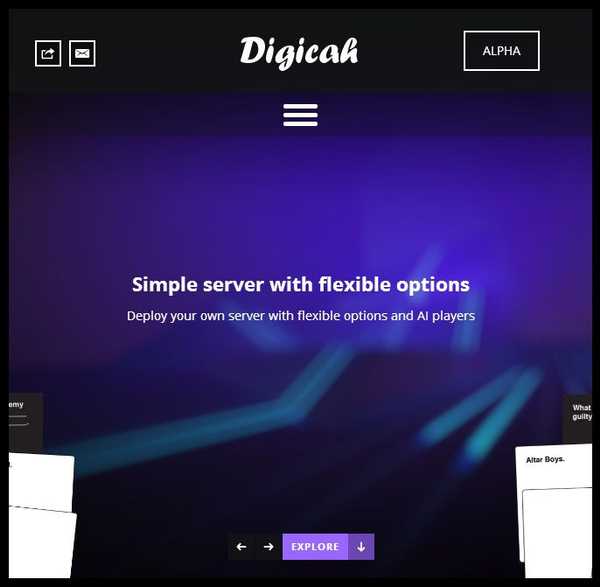 Digicah
ALPHA
Simple server with flexible options
Deploy your own server with flexible options and AI players
emy
What
guilty
Altar Boys.
EXPLORE